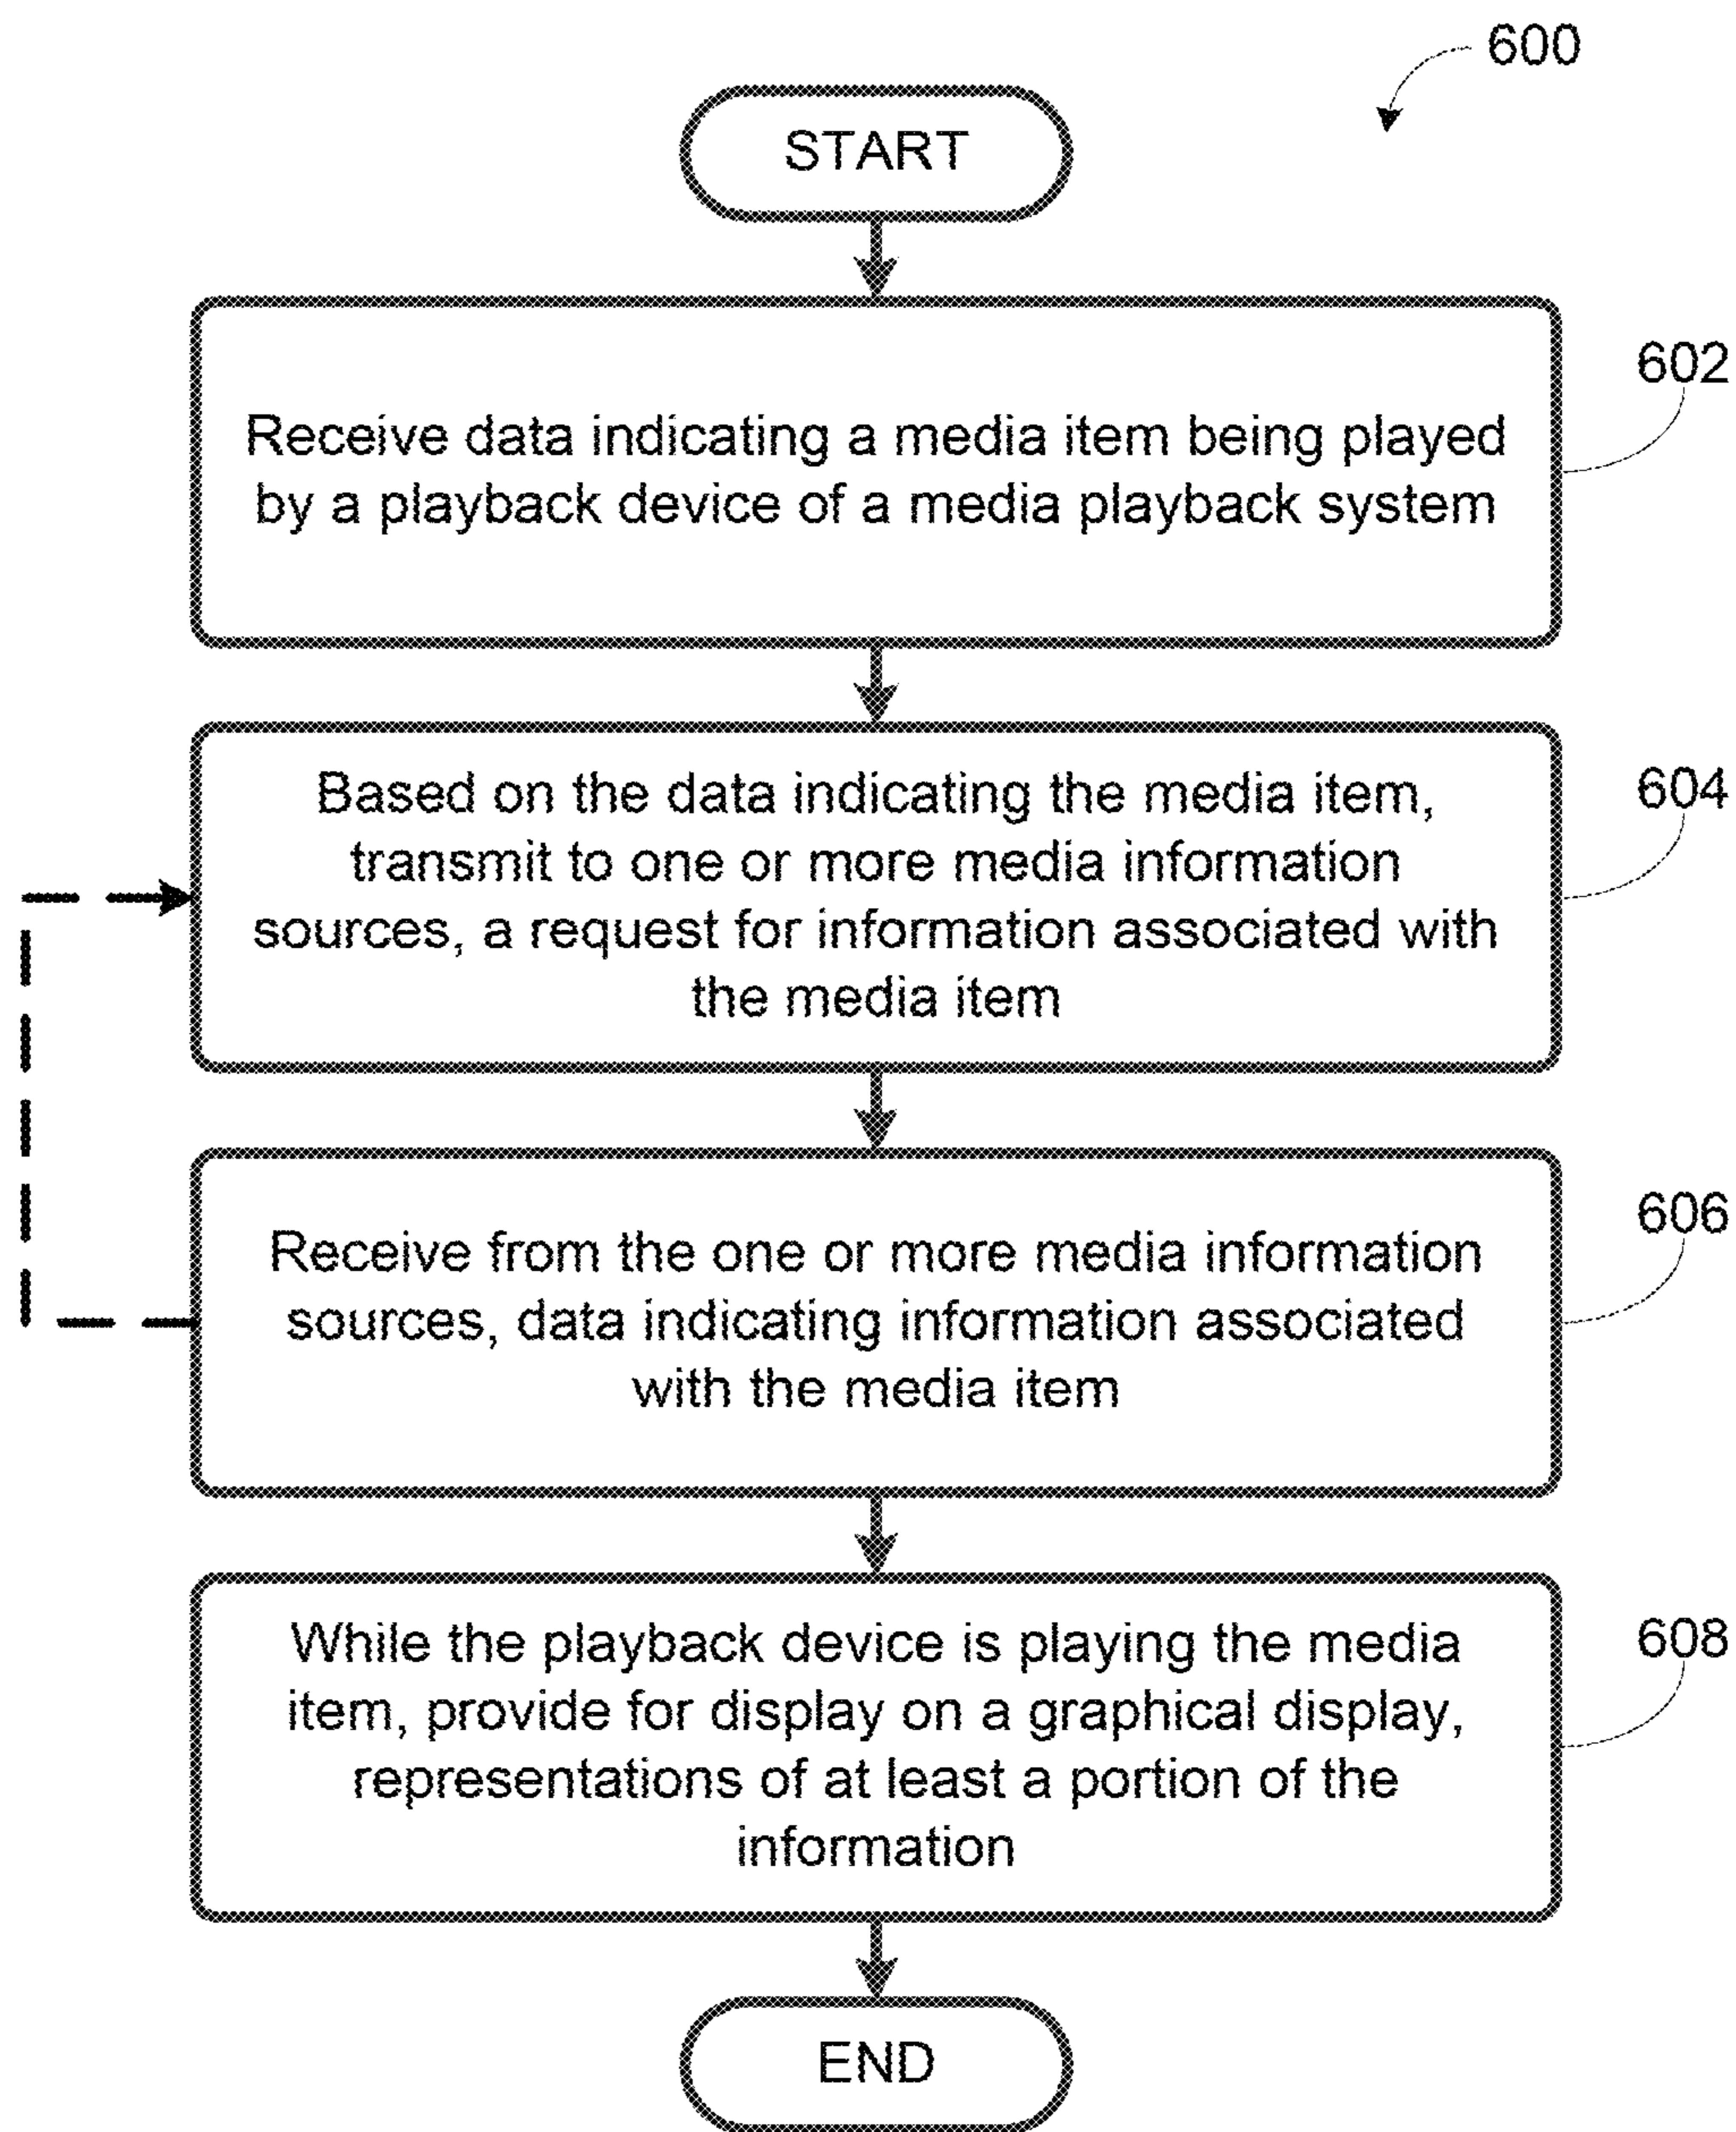 600
START
602
Receive data indicating a media item being played
by a playback device of a media playback system
604
Based on the data indicating the media item,
transmit to one or more media information
sources, a request for information associated with
the media item
606
Receive from the one or more media information
sources, data indicating information associated
with the media item
608
While the playback device is playing the media
item, provide for display on a graphical display,
representations of at least a portion of the
information
END